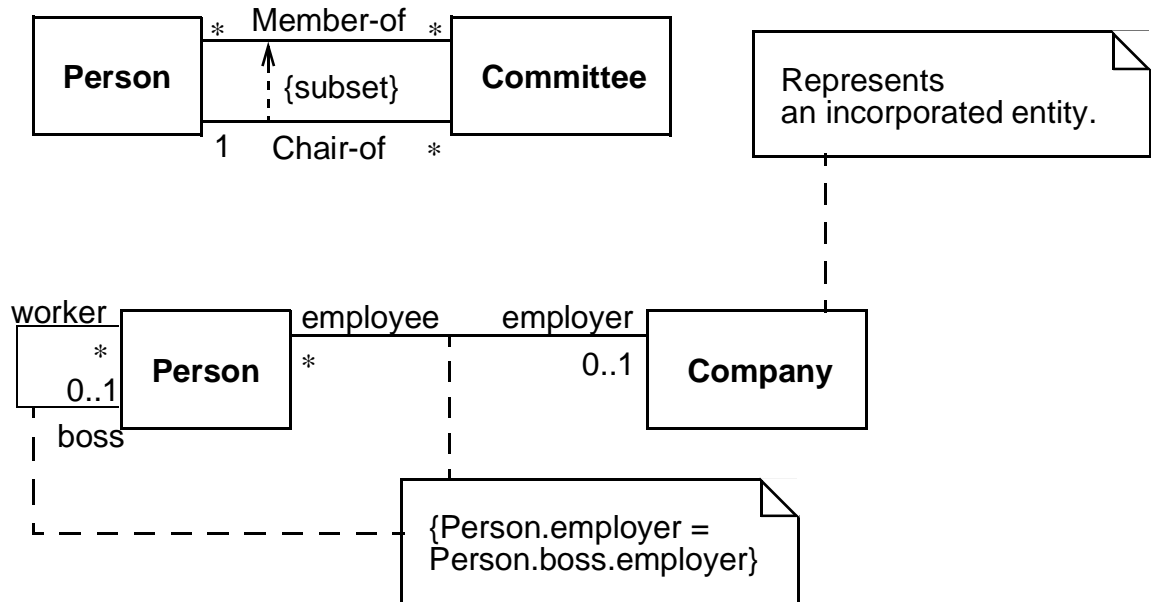 * Member-of *
Person
{subset}
Committee
1 Chair-of *
Represents
an incorporated entity.
worker
*
0..1
boss
Person
employee
*
employer
0..1
Company
{Person.employer =
Person.boss.employer}